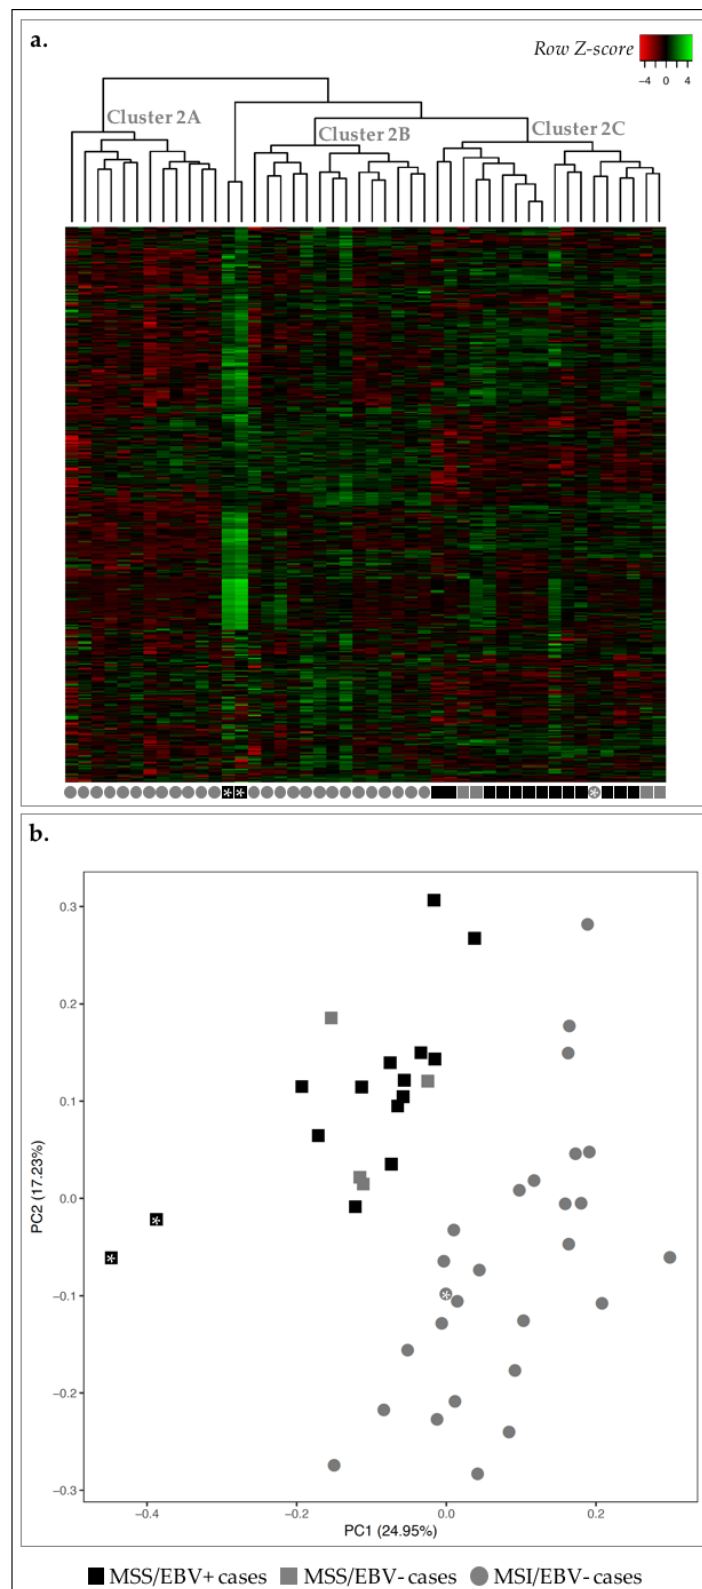 a.
Row Z-score
−4 0 4
Cluster 2A
Cluster 2B
Cluster 2C
* *
*
b.
0.3
0.2
0.1
0.0
−0.1
−0.2
−0.3
PC2 (17.23%)
*
*
*
−0.4 −0.2 0.0 0.2
PC1 (24.95%)
MSS/EBV+ cases MSS/EBV- cases MSI/EBV- cases